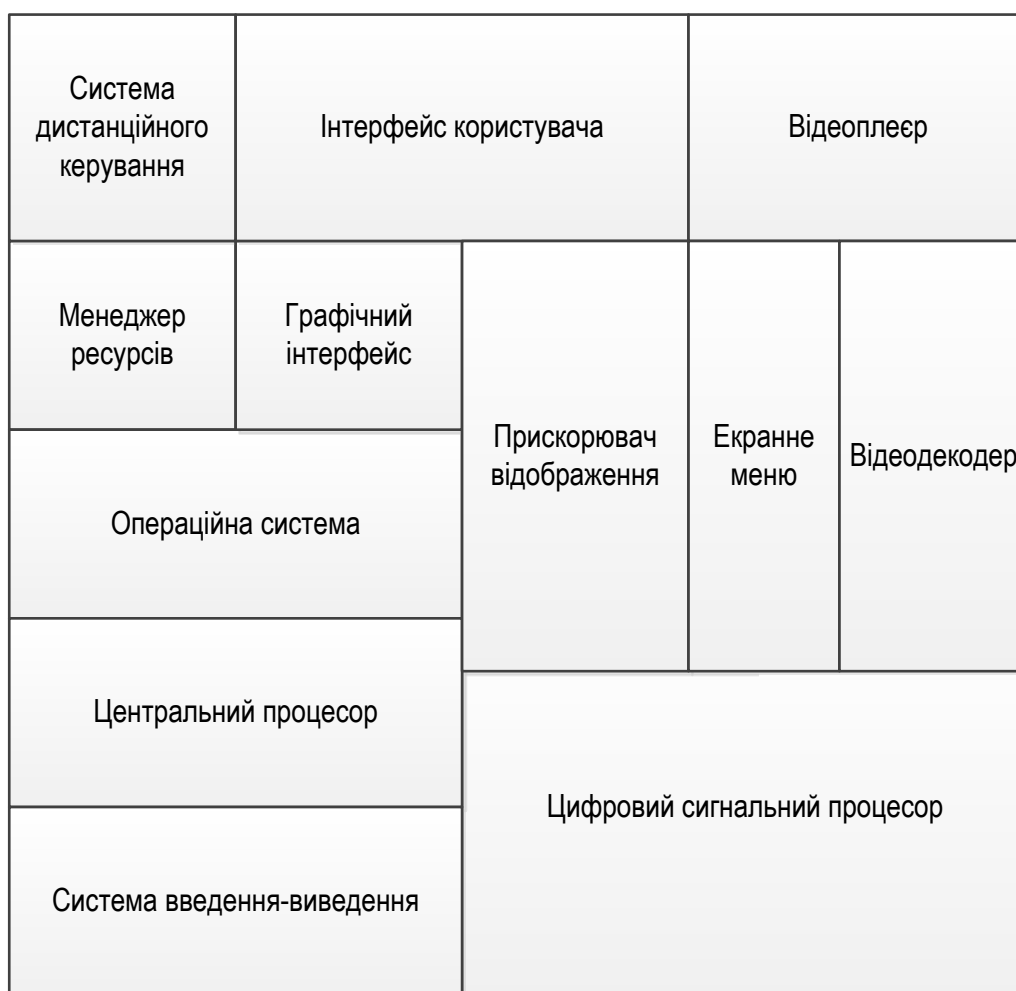 Система
дистанційного
керування
Інтерфейс користувача
Відеоплеєр
Менеджер
ресурсів
Графічний
інтерфейс
Прискорювач
відображення
Екранне
меню
Відеодекодер
Операційна система
Центральний процесор
Цифровий сигнальний процесор
Система введення-виведення